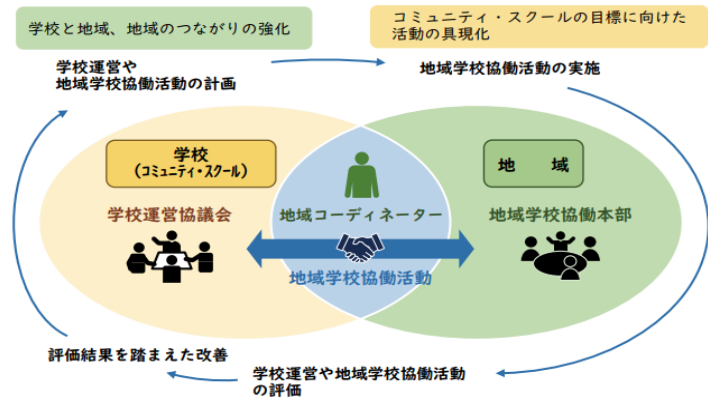 学校と地域、地域のつながりの強化
コミュニティ・スクールの目標に向けた
活動の具現化
学校運営や
地域学校協働活動の計画
地域学校協働活動の実施
学校
（コミュニティ・スクール）
地　域
学校運営協議会
地域コーディネーター
地域学校協働本部
地域学校協働活動
評価結果を踏まえた改善
学校運営や地域学校協働活動
の評価